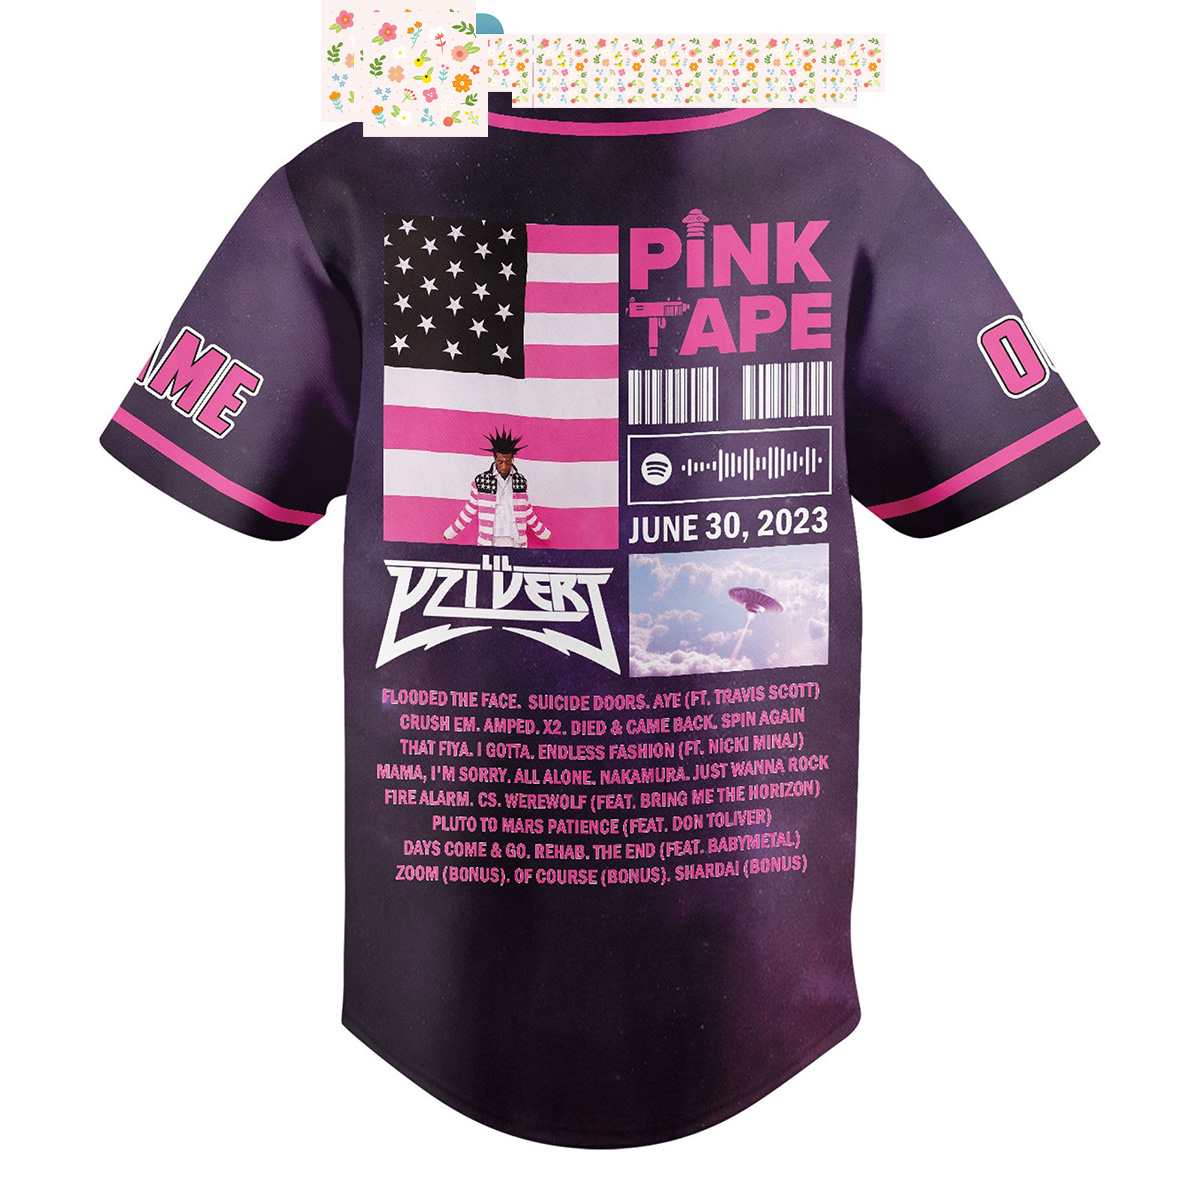 PINK
TAPE
AME
JUNE 30, 2023
LIL
UZI VERT
FLOODED THE FACE. SUICIDE DOORS. AYE (FT. TRAVIS SCOTT)
CRUSH EM. AMPED. X2. DIED & CAME BACK. SPIN AGAIN
THAT FIYA. I GOTTA. ENDLESS FASHION (FT. NICKI MINAJ)
MAMA, I'M SORRY. ALL ALONE. NAKAMURA. JUST WANNA ROCK
FIRE ALARM. CS. WEREWOLF (FEAT. BRING ME THE HORIZON)
PLUTO TO MARS PATIENCE (FEAT. DON TOLIVER)
DAYS COME & GO. REHAB. THE END (FEAT. BABYMETAL)
ZOOM (BONUS). OF COURSE (BONUS). SHARDAI (BONUS)